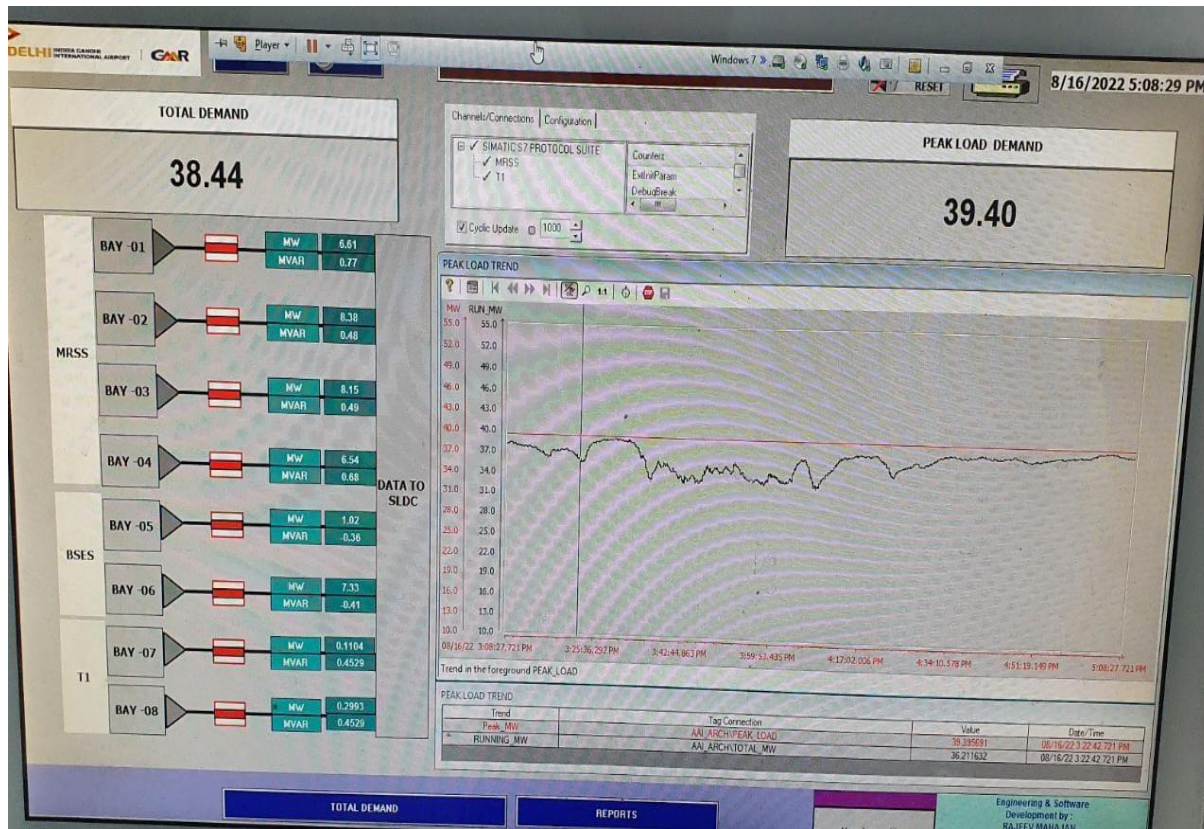 DELHI INDIRA GANDHI INTERNATIONAL AIRPORT
GMR
Player
Windows 7
RESET
8/16/2022 5:08:29 PM
TOTAL DEMAND
38.44
Channels/Connections Configuration
SIMATIC S7 PROTOCOL SUITE
MRSS
T1
Counters
ExtInitParam
DebugBreak
Cyclic Update 1000
PEAK LOAD DEMAND
39.40
MRSS
BAY -01 MW 6.61
MVAR 0.77
BAY -02 MW 8.38
MVAR 0.48
BAY -03 MW 8.15
MVAR 0.49
BAY -04 MW 6.54
MVAR 0.68
BSES
BAY -05 MW 1.02
MVAR -0.36
BAY -06 MW 7.33
MVAR -0.41
T1
BAY -07 MW 0.1104
MVAR 0.4529
BAY -08 MW 0.2993
MVAR 0.4529
DATA TO
SLDC
PEAK LOAD TREND
1:1
STOP
MW RUN_MW
55.0 55.0
52.0 52.0
49.0 49.0
46.0 46.0
43.0 43.0
40.0 40.0
37.0 37.0
34.0 34.0
31.0 31.0
28.0 28.0
25.0 25.0
22.0 22.0
19.0 19.0
16.0 16.0
13.0 13.0
10.0 10.0
08/16/22 3:08:27.721 PM 3:25:36.292 PM 3:42:44.863 PM 3:59:53.435 PM 4:17:02.006 PM 4:34:10.578 PM 4:51:19.149 PM 5:08:27.721 PM
Trend in the foreground PEAK_LOAD
PEAK LOAD TREND
Trend Tag Connection Value Date/Time
Peak_MW AAI_ARCH\PEAK_LOAD 39.395691 08/16/22 3:22:42.721 PM
RUNNING_MW AAI_ARCH\TOTAL_MW 36.211632 08/16/22 3:22:42.721 PM
TOTAL DEMAND
REPORTS
Engineering & Software
Development by :
RAJEEV MAHAJAN